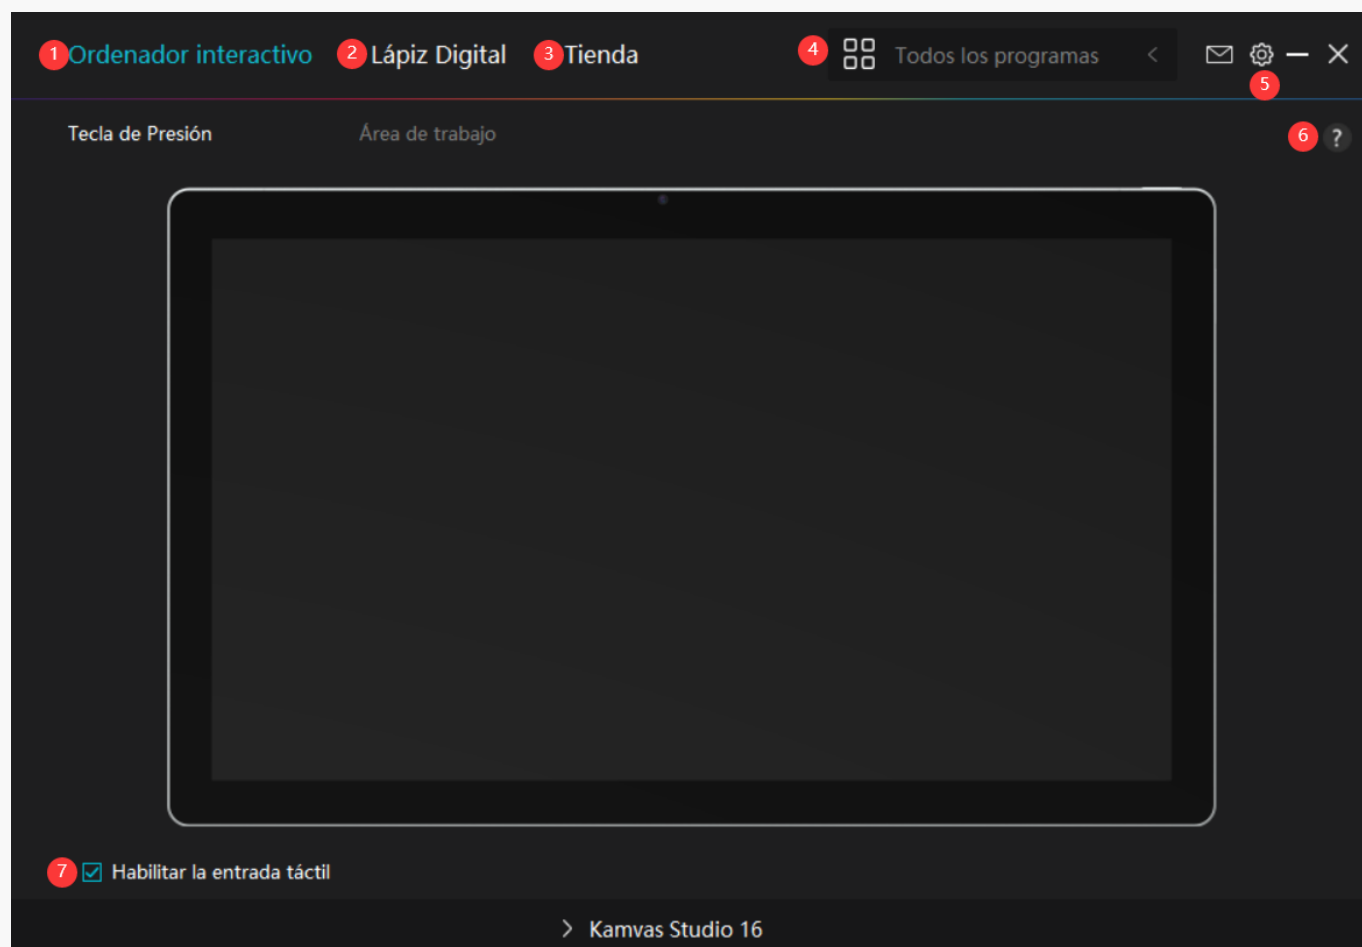 1 Ordenador interactivo 2 Lápiz Digital 3 Tienda 4 Todos los programas
5
Tecla de Presión Área de trabajo 6 ?
7 Habilitar la entrada táctil
Kamvas Studio 16